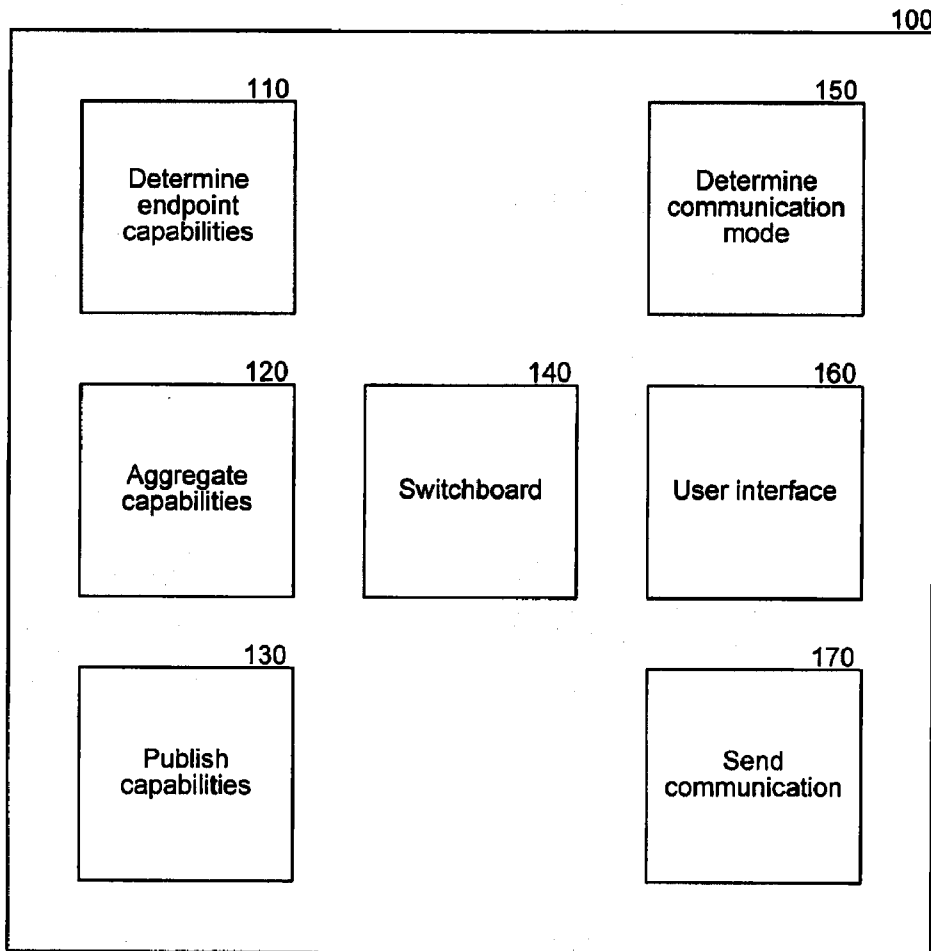 100
110
Determine
endpoint
capabilities
150
Determine
communication
mode
120
Aggregate
capabilities
140
Switchboard
160
User interface
130
Publish
capabilities
170
Send
communication